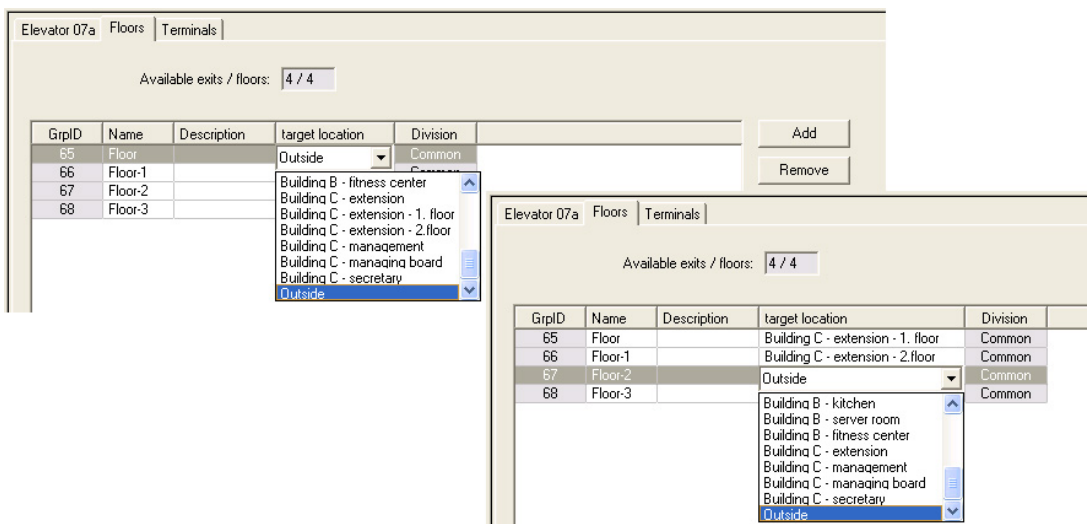 Elevator 07a Floors Terminals
Available exits / floors: 4 / 4
GrpID Name Description target location Division
65 Floor Outside Common
66 Floor-1 Common
67 Floor-2
68 Floor-3
Building B - fitness center
Building C - extension
Building C - extension - 1. floor
Building C - extension - 2.floor
Building C - management
Building C - managing board
Building C - secretary
Outside
Add
Remove
Elevator 07a Floors Terminals
Available exits / floors: 4 / 4
GrpID Name Description target location Division
65 Floor Building C - extension - 1. floor Common
66 Floor-1 Building C - extension - 2.floor Common
67 Floor-2 Outside Common
68 Floor-3 Common
Building B - kitchen
Building B - server room
Building B - fitness center
Building C - extension
Building C - management
Building C - managing board
Building C - secretary
Outside